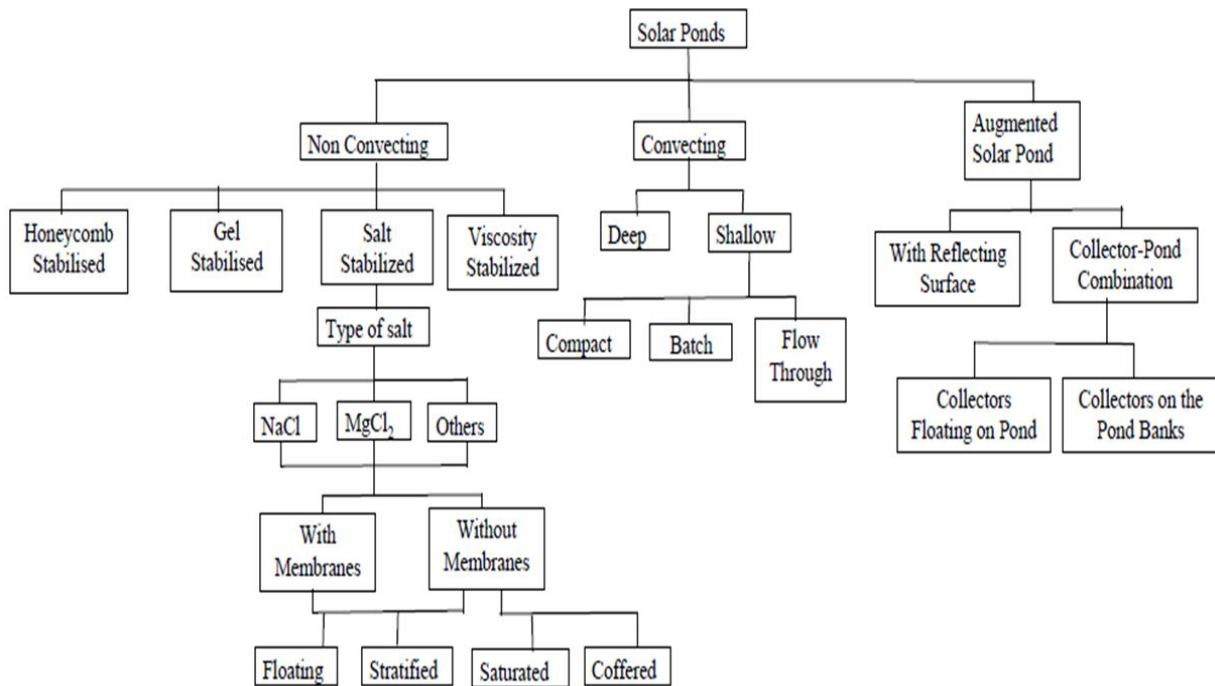 Solar Ponds
Non Convecting
Convecting
Augmented
Solar Pond
Honeycomb
Stabilised
Gel
Stabilised
Salt
Stabilized
Viscosity
Stabilized
Deep
Shallow
With Reflecting
Surface
Collector-Pond
Combination
Type of salt
Compact
Batch
Flow
Through
NaCl
MgCl₂
Others
Collectors
Floating on Pond
Collectors on the
Pond Banks
With
Membranes
Without
Membranes
Floating
Stratified
Saturated
Coffered